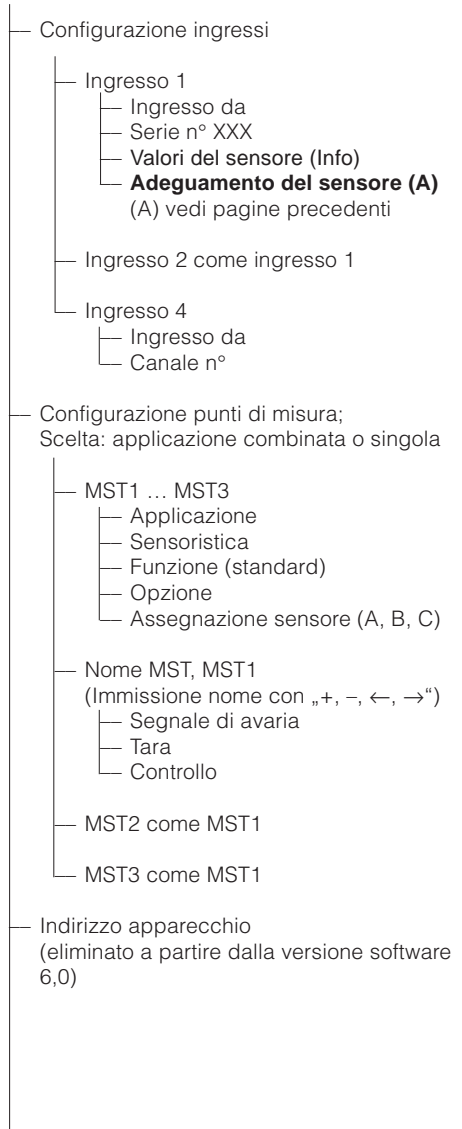 Configurazione ingressi
Ingresso 1
Ingresso da
Serie n° XXX
Valori del sensore (Info)
Adeguamento del sensore (A)
(A) vedi pagine precedenti
Ingresso 2 come ingresso 1
Ingresso 4
Ingresso da
Canale n°
Configurazione punti di misura;
Scelta: applicazione combinata o singola
MST1 … MST3
Applicazione
Sensoristica
Funzione (standard)
Opzione
Assegnazione sensore (A, B, C)
Nome MST, MST1
(Immissione nome con „+, –, ←, →“)
Segnale di avaria
Tara
Controllo
MST2 come MST1
MST3 come MST1
Indirizzo apparecchio
(eliminato a partire dalla versione software
6,0)